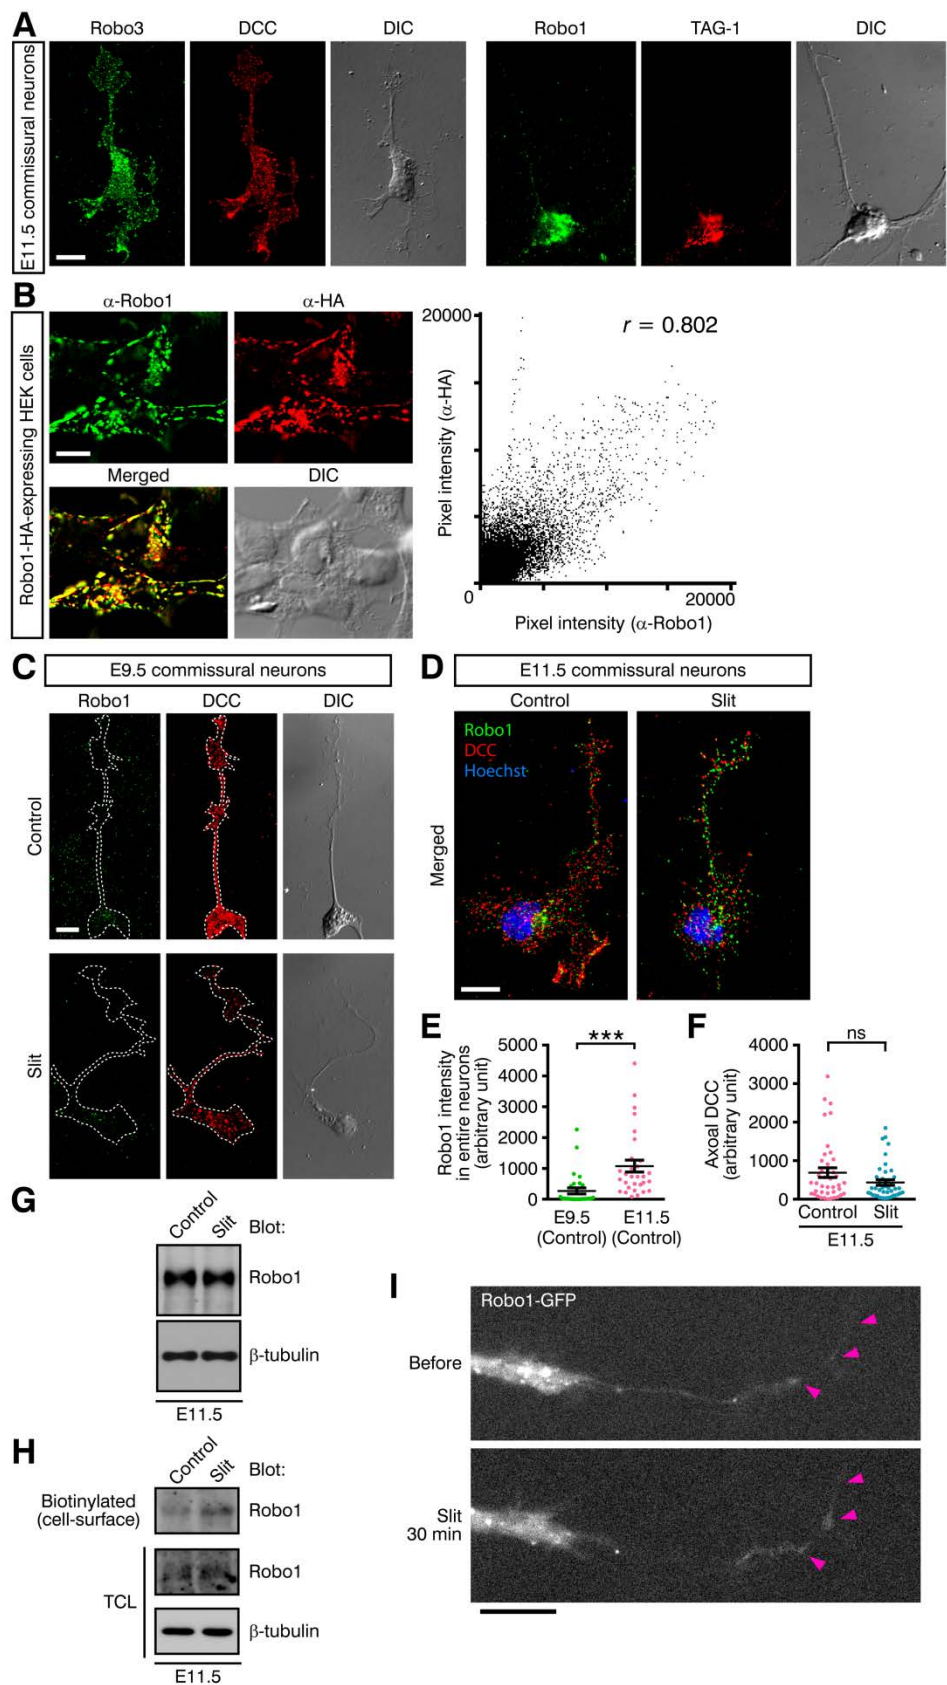 A
Robo3 DCC DIC Robo1 TAG-1 DIC
E11.5 commissural neurons
B
α-Robo1 α-HA
Merged DIC
Robo1-HA-expressing HEK cells
20000
r = 0.802
Pixel intensity (α-HA)
0 20000
Pixel intensity (α-Robo1)
C
E9.5 commissural neurons
Robo1 DCC DIC
Control
Slit
D
E11.5 commissural neurons
Control Slit
Robo1
DCC
Hoechst
Merged
E
Robo1 intensity
in entire neurons
(arbitrary unit)
5000
4000
3000
2000
1000
0
***
E9.5 E11.5
(Control) (Control)
F
Axoal DCC
(arbitrary unit)
4000
3000
2000
1000
0
ns
Control Slit
E11.5
G
Control Slit Blot:
Robo1
β-tubulin
E11.5
H
Control Slit Blot:
Biotinylated
(cell-surface)
Robo1
TCL
Robo1
β-tubulin
E11.5
I
Robo1-GFP
Before
Slit
30 min